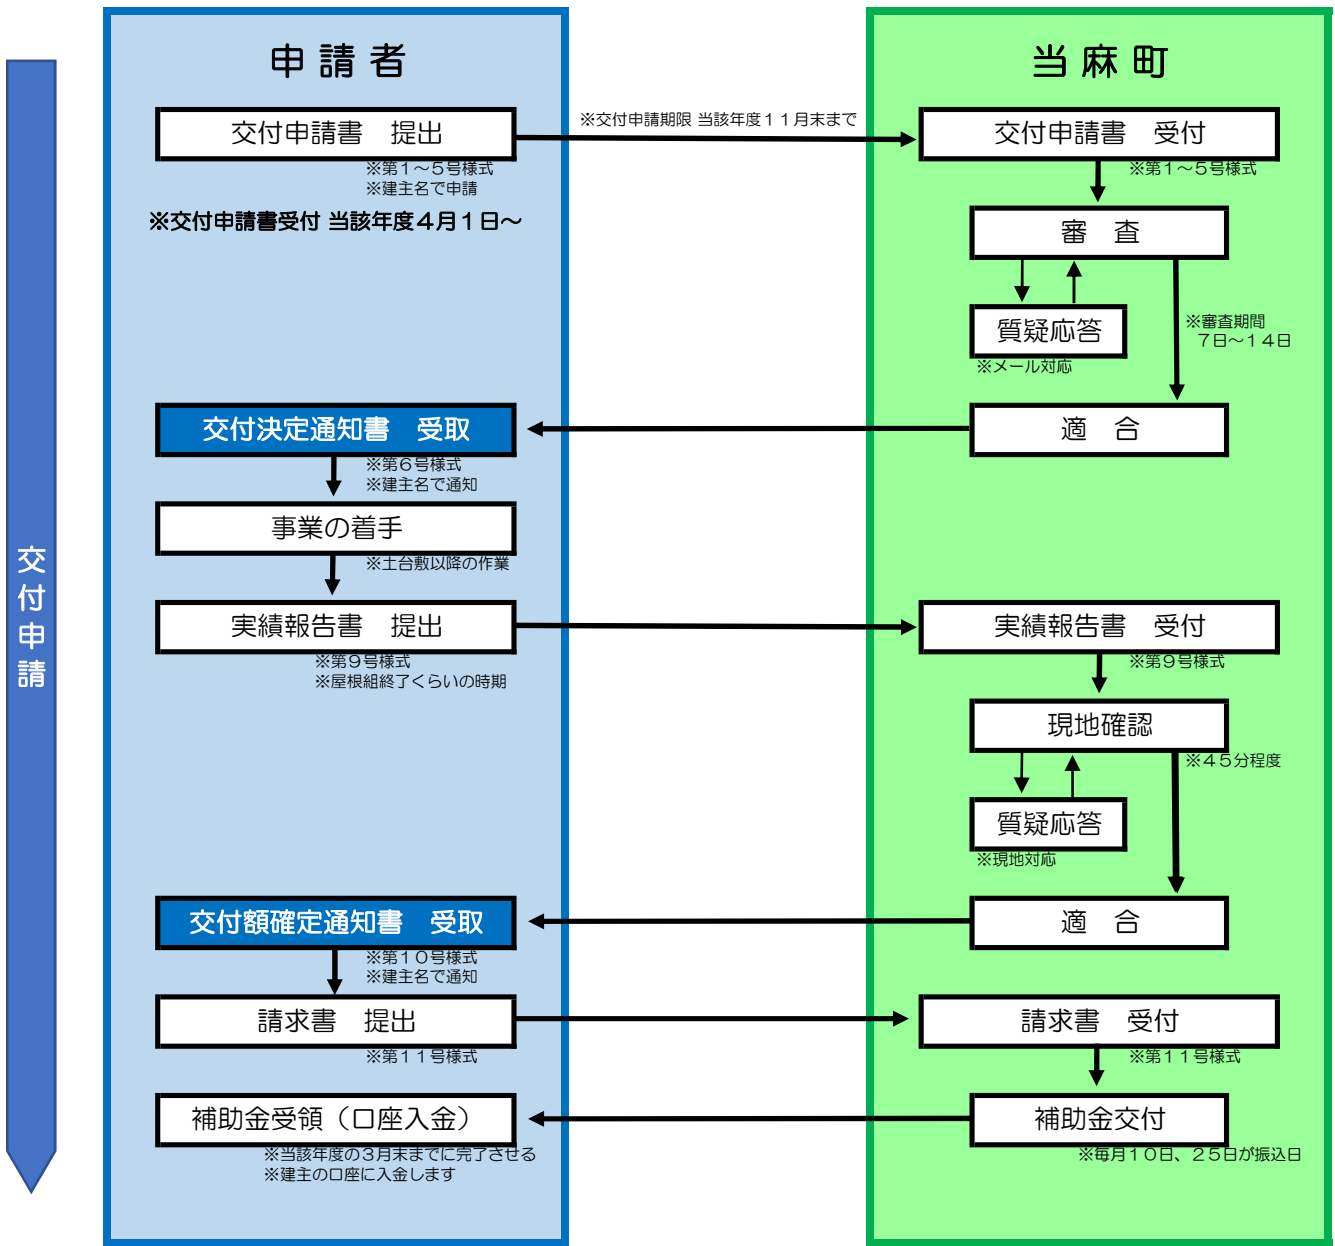 交付申請
申請者
当麻町
交付申請書　提出
※交付申請期限 当該年度１１月末まで
交付申請書　受付
※第１～５号様式
※建主名で申請
※第１～５号様式
※交付申請書受付 当該年度４月１日～
審　査
質疑応答
※メール対応
※審査期間
７日～１４日
交付決定通知書　受取
適　合
※第６号様式
※建主名で通知
事業の着手
※土台敷以降の作業
実績報告書　提出
実績報告書　受付
※第９号様式
※屋根組終了くらいの時期
※第９号様式
現地確認
※４５分程度
質疑応答
※現地対応
交付額確定通知書　受取
適　合
※第１０号様式
※建主名で通知
請求書　提出
請求書　受付
※第１１号様式
※第１１号様式
補助金受領（口座入金）
補助金交付
※当該年度の３月末までに完了させる
※建主の口座に入金します
※毎月１０日、２５日が振込日